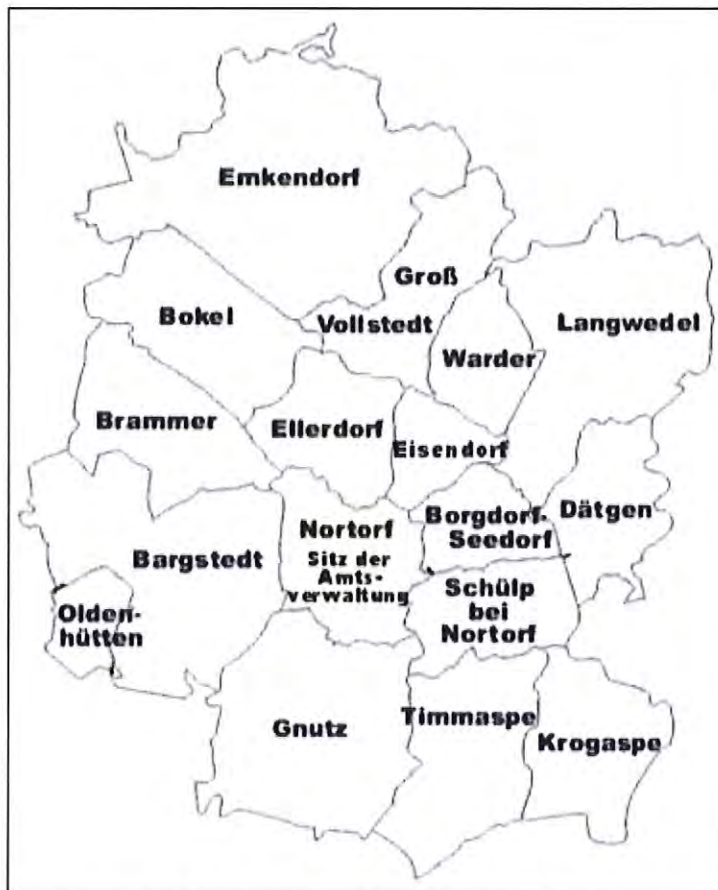 Emkendorf
Groß
Vollstedt
Bokel
Langwedel
Warder
Brammer
Ellerdorf
Eisendorf
Nortorf
Sitz der
Amts-
verwaltung
Borgdorf-
Seedorf
Dätgen
Bargstedt
Schülp
bei
Nortorf
Olden-
hütten
Gnutz
Timmaspe
Krogaspe